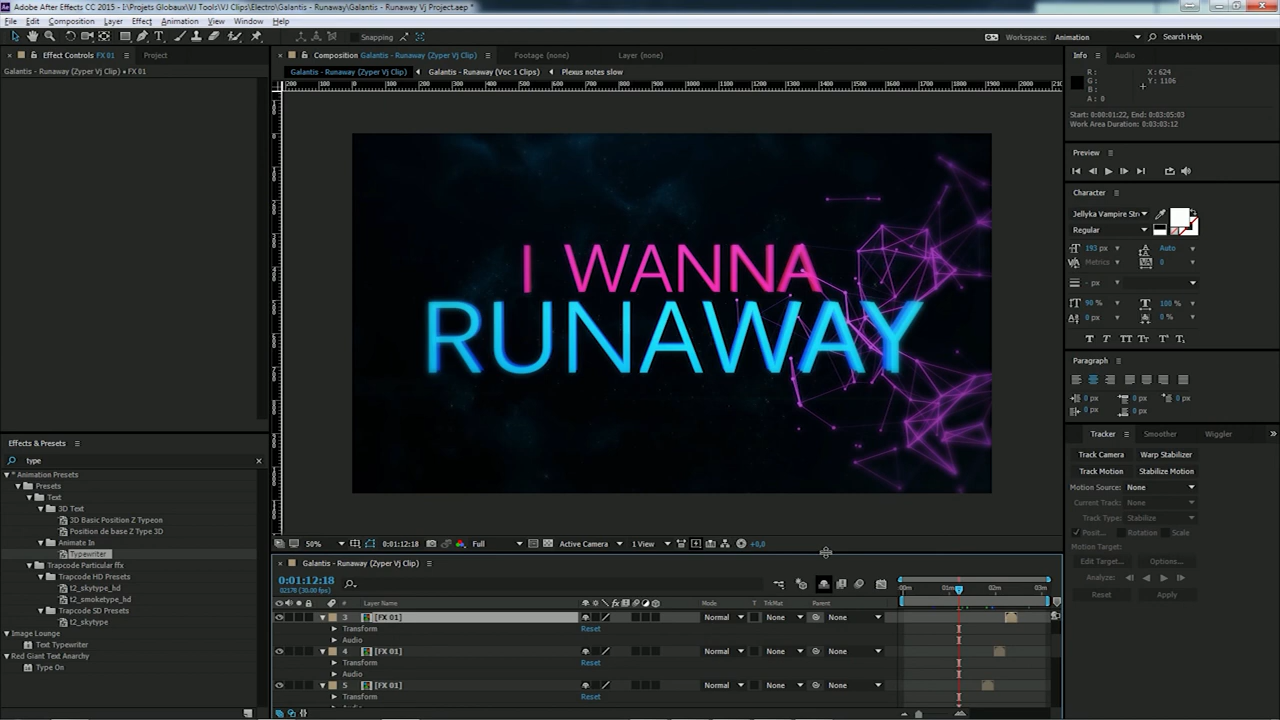 Adobe After Effects CC 2015 - I:\Projets Globaux\VJ Tools\VJ Clips\Electro\Galantis - Runaway\Galantis - Runaway Vj Project.aep *
File Edit Composition Layer Effect Animation View Window Help
Snapping
Workspace: Animation
Search Help
Effect Controls FX 01
Project
Galantis - Runaway (Zyper Vj Clip) • FX 01
Composition Galantis - Runaway (Zyper Vj Clip)
Footage (none)
Layer (none)
Galantis - Runaway (Zyper Vj Clip)
Galantis - Runaway (Voc 1 Clips)
Plexus notes slow
I WANNA
RUNAWAY
50%
0:01:12:18
Full
Active Camera
1 View
+0,0
Info
Audio
R :
G :
B :
A : 0
X : 624
Y : 1106
Start: 0:00:01:22, End: 0:03:05:03
Work Area Duration: 0:03:03:12
Preview
Character
Jellyka Vampire Str
Regular
193 px
Auto
Metrics
0
- px
90 %
100 %
0 px
0 %
Paragraph
0 px
0 px
0 px
0 px
0 px
Tracker
Smoother
Wiggler
Track Camera
Warp Stabilizer
Track Motion
Stabilize Motion
Motion Source: None
Current Track: None
Track Type: Stabilize
Posit...
Rotation
Scale
Motion Target:
Edit Target...
Options...
Analyze:
Reset
Apply
Effects & Presets
type
* Animation Presets
Presets
Text
3D Text
3D Basic Position Z Typeon
Position de base Z Type 3D
Animate In
Typewriter
Trapcode Particular ffx
Trapcode HD Presets
t2_skytype_hd
t2_smoketype_hd
Trapcode SD Presets
t2_skytype
Image Lounge
Text Typewriter
Red Giant Text Anarchy
Type On
Galantis - Runaway (Zyper Vj Clip)
0:01:12:18
02178 (30.00 fps)
# Layer Name
Mode
T TrkMat
Parent
3 [FX 01] Normal None None
Transform Reset
Audio
4 [FX 01] Normal None None
Transform Reset
Audio
5 [FX 01] Normal None None
Transform Reset